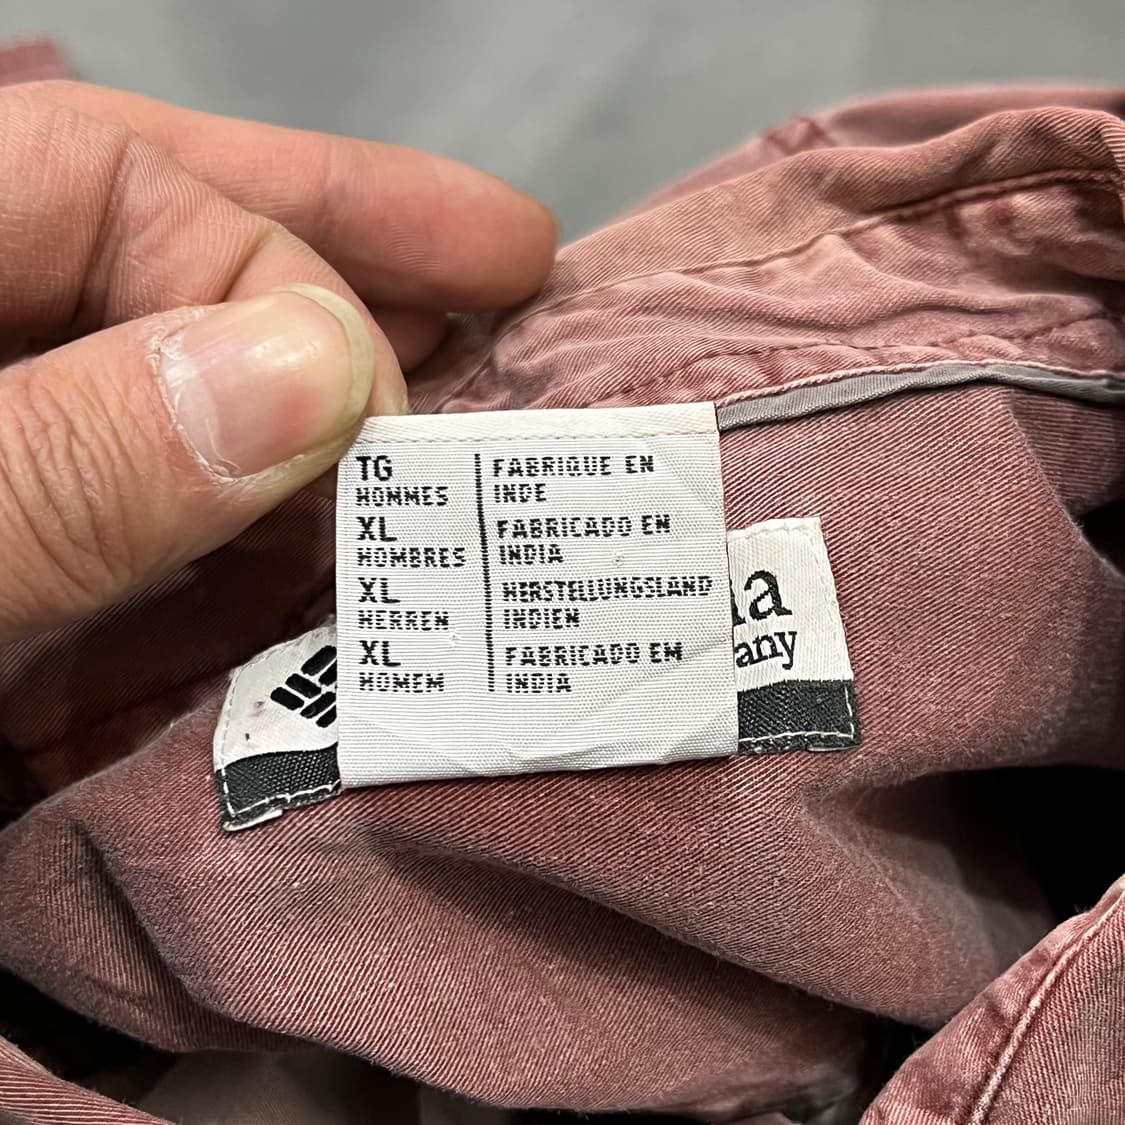 TG
HOMMES
XL
HOMBRES
XL
HERREN
XL
HOMEM
FABRIQUE EN
INDE
FABRICADO EN
INDIA
HERSTELLUNGSLAND
INDIEN
FABRICADO EM
INDIA